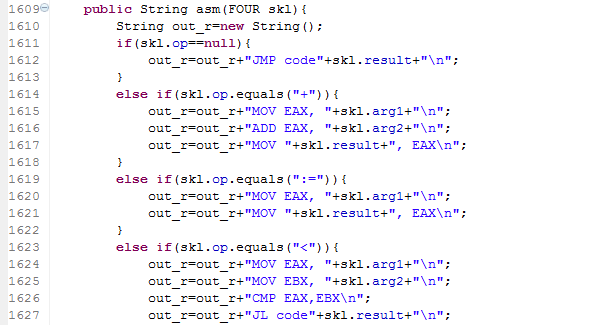 1609 public String asm(FOUR skl){
1610 String out_r=new String();
1611 if(skl.op==null){
1612 out_r=out_r+"JMP code"+skl.result+"\n";
1613 }
1614 else if(skl.op.equals("+")){
1615 out_r=out_r+"MOV EAX, "+skl.arg1+"\n";
1616 out_r=out_r+"ADD EAX, "+skl.arg2+"\n";
1617 out_r=out_r+"MOV "+skl.result+", EAX\n";
1618 }
1619 else if(skl.op.equals(":=")){
1620 out_r=out_r+"MOV EAX, "+skl.arg1+"\n";
1621 out_r=out_r+"MOV "+skl.result+", EAX\n";
1622 }
1623 else if(skl.op.equals("<")){
1624 out_r=out_r+"MOV EAX, "+skl.arg1+"\n";
1625 out_r=out_r+"MOV EBX, "+skl.arg2+"\n";
1626 out_r=out_r+"CMP EAX,EBX\n";
1627 out_r=out_r+"JL code"+skl.result+"\n";